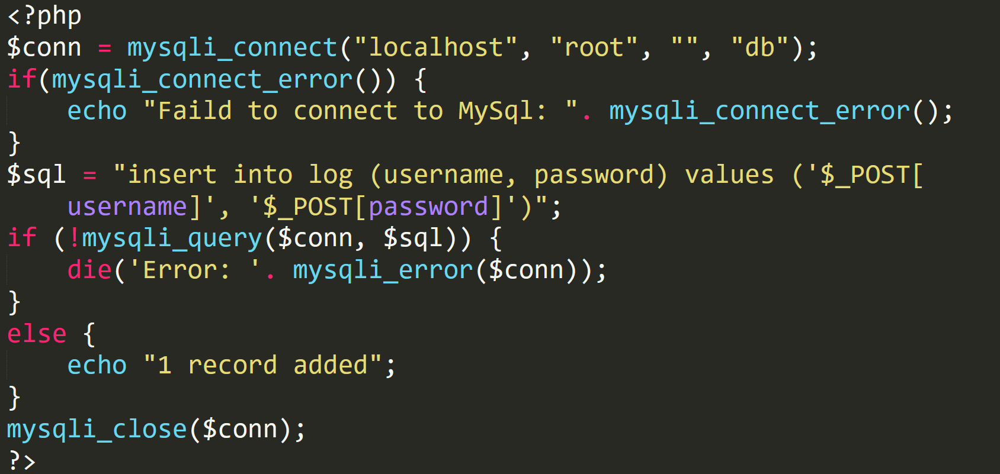 <?php
$conn = mysqli_connect("localhost", "root", "", "db");
if(mysqli_connect_error()) {
    echo "Faild to connect to MySql: ". mysqli_connect_error();
}
$sql = "insert into log (username, password) values ('$_POST[
    username]', '$_POST[password]')";
if (!mysqli_query($conn, $sql)) {
    die('Error: '. mysqli_error($conn));
}
else {
    echo "1 record added";
}
mysqli_close($conn);
?>